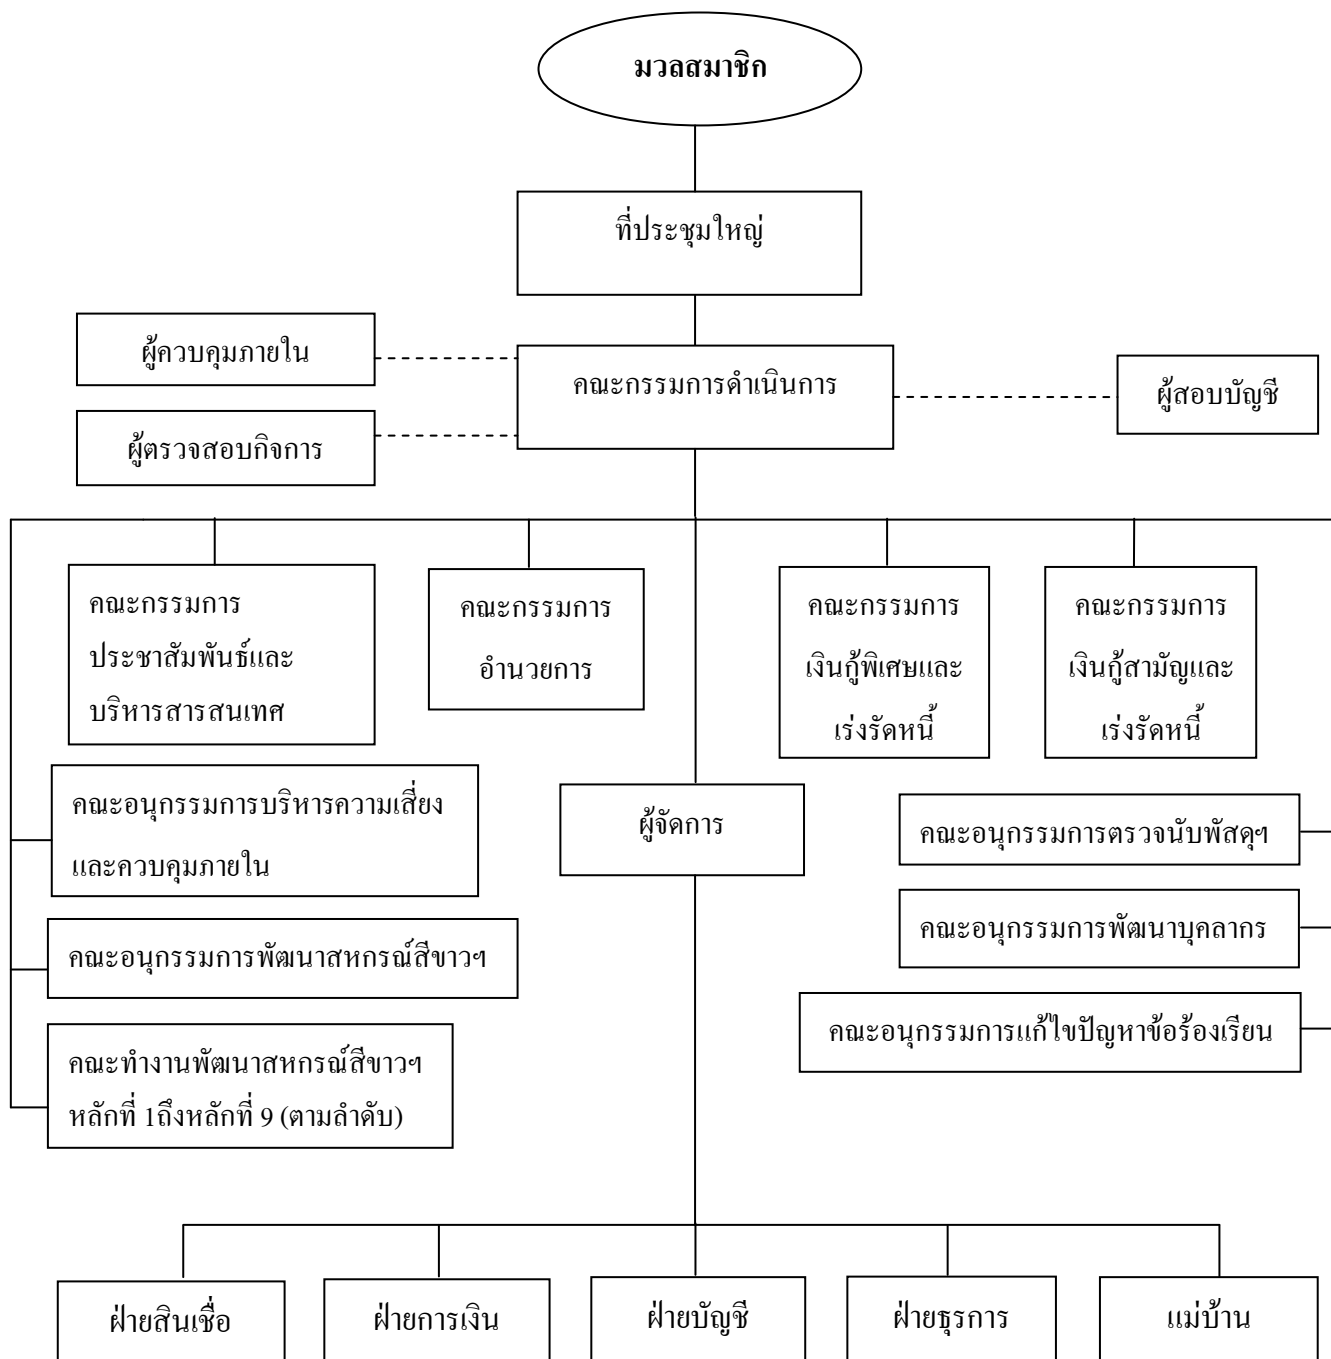 มวลสมาชิก
ที่ประชุมใหญ่
ผู้ควบคุมภายใน
คณะกรรมการดำเนินการ
ผู้สอบบัญชี
ผู้ตรวจสอบกิจการ
คณะกรรมการ
ประชาสัมพันธ์และ
บริหารสารสนเทศ
คณะกรรมการ
อำนวยการ
คณะกรรมการ
เงินกู้พิเศษและ
เร่งรัดหนี้
คณะกรรมการ
เงินกู้สามัญและ
เร่งรัดหนี้
คณะอนุกรรมการบริหารความเสี่ยง
และควบคุมภายใน
ผู้จัดการ
คณะอนุกรรมการตรวจนับพัสดุฯ
คณะอนุกรรมการพัฒนาสหกรณ์สีขาวฯ
คณะอนุกรรมการพัฒนาบุคลากร
คณะทำงานพัฒนาสหกรณ์สีขาวฯ
หลักที่ 1ถึงหลักที่ 9 (ตามลำดับ)
คณะอนุกรรมการแก้ไขปัญหาข้อร้องเรียน
ฝ่ายสินเชื่อ
ฝ่ายการเงิน
ฝ่ายบัญชี
ฝ่ายธุรการ
แม่บ้าน